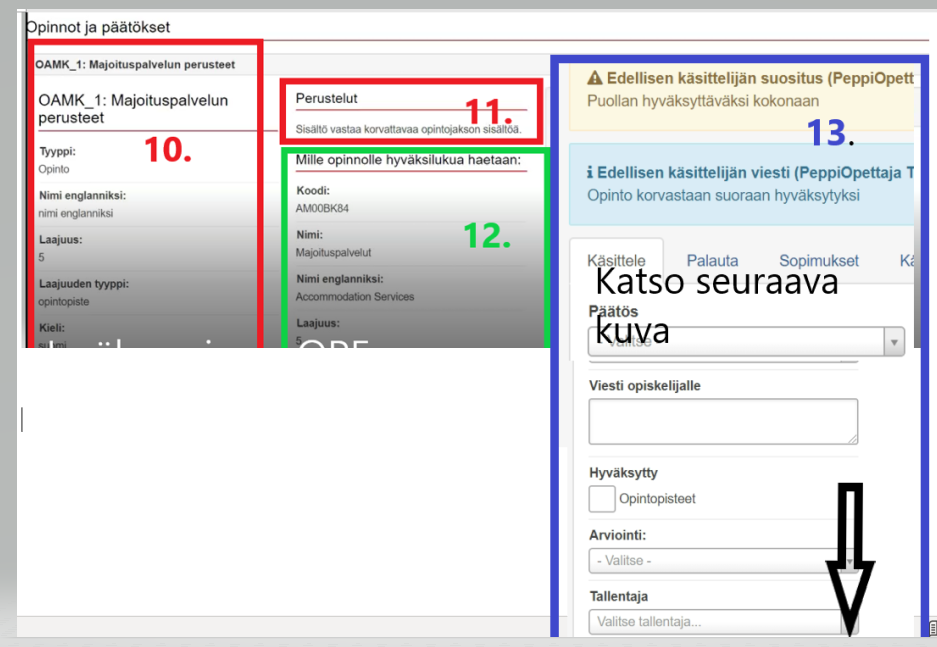 Opinnot ja päätökset
OAMK_1: Majoituspalvelun perusteet
OAMK_1: Majoituspalvelun
perusteet
10.
Tyyppi:
Opinto
Nimi englanniksi:
nimi englanniksi
Laajuus:
5
Laajuuden tyyppi:
opintopiste
Kieli:
Perustelut
11.
Sisältö vastaa korvattavaa opintojakson sisältöä.
Mille opinnolle hyväksilukua haetaan:
Koodi:
AM00BK84
12.
Nimi:
Majoituspalvelut
Nimi englanniksi:
Accommodation Services
Laajuus:
5
Edellisen käsittelijän suositus (PeppiOpett
Puollan hyväksyttäväksi kokonaan
13.
Edellisen käsittelijän viesti (PeppiOpettaja T
Opinto korvastaan suoraan hyväksytyksi
Käsittele Palauta Sopimukset
Katso seuraava
kuva
Päätös
Viesti opiskelijalle
Hyväksytty
Opintopisteet
Arviointi:
- Valitse -
Tallentaja
Valitse tallentaja...